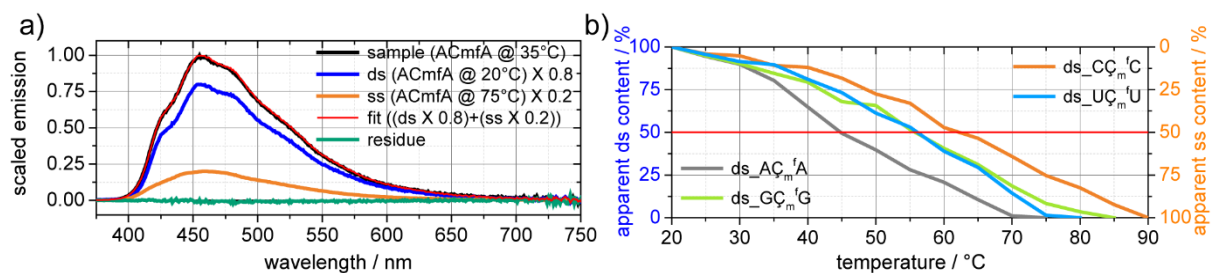 a)
scaled emission
1.00
0.75
0.50
0.25
0.00
sample (ACmfA @ 35°C)
ds (ACmfA @ 20°C) X 0.8
ss (ACmfA @ 75°C) X 0.2
fit ((ds X 0.8)+(ss X 0.2))
residue
400 450 500 550 600 650 700 750
wavelength / nm
b)
apparent ds content / %
100
75
50
25
0
ds_CÇₘᶠC
ds_UÇₘᶠU
ds_AÇₘᶠA
ds_GÇₘᶠG
0
25
50
75
100
apparent ss content / %
20 30 40 50 60 70 80 90
temperature / °C